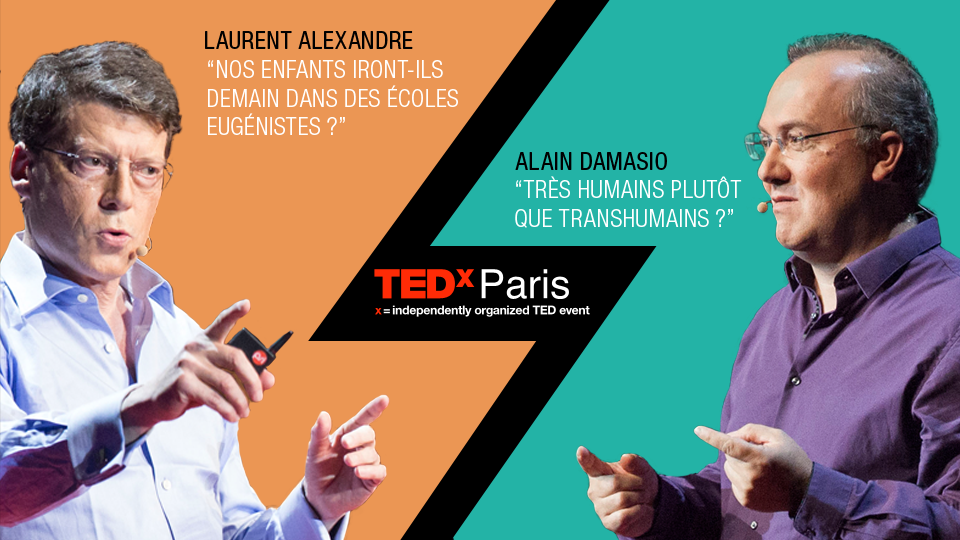 LAURENT ALEXANDRE
“NOS ENFANTS IRONT-ILS
DEMAIN DANS DES ÉCOLES
EUGÉNISTES ?”
ALAIN DAMASIO
“TRÈS HUMAINS PLUTÔT
QUE TRANSHUMAINS ?”
TEDx Paris
x = independently organized TED event